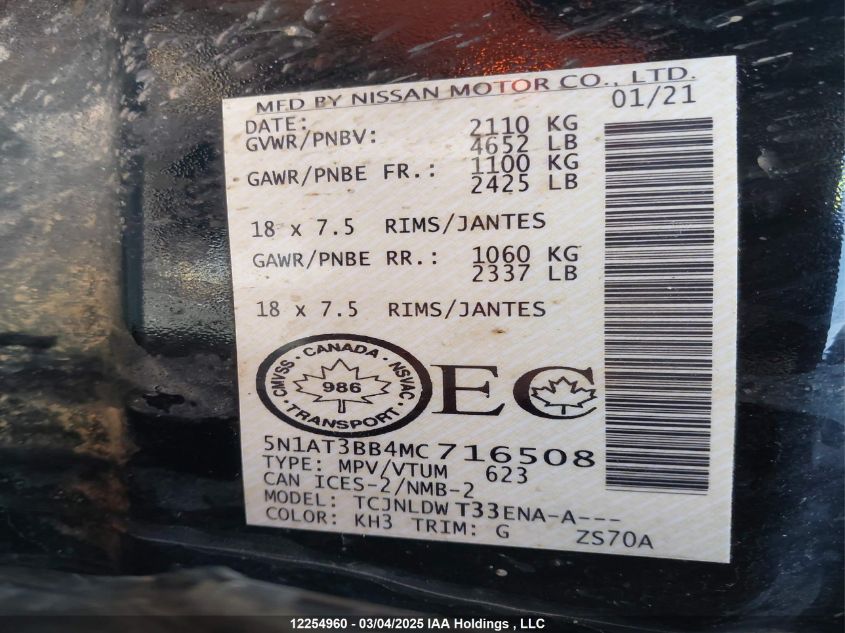 MFD BY NISSAN MOTOR CO., LTD.
DATE: 01/21
GVWR/PNBV: 2110 KG
4652 LB
GAWR/PNBE FR.: 1100 KG
2425 LB
18 x 7.5 RIMS/JANTES
GAWR/PNBE RR.: 1060 KG
2337 LB
18 x 7.5 RIMS/JANTES
CANADA
CMVSS · NSVAC
986
TRANSPORT
EC
5N1AT3BB4MC716508
TYPE: MPV/VTUM 623
CAN ICES-2/NMB-2
MODEL: TCJNLDW T33ENA-A---
COLOR: KH3 TRIM: G ZS70A
12254960 - 03/04/2025 IAA Holdings , LLC